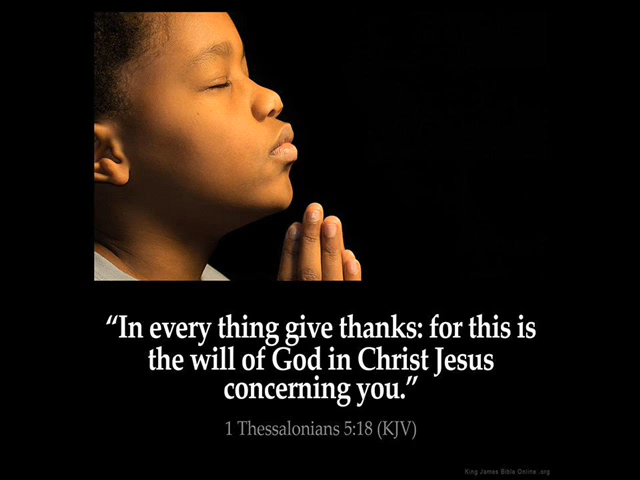 “In every thing give thanks: for this is
the will of God in Christ Jesus
concerning you.”
1 Thessalonians 5:18 (KJV)
King James Bible Online .org